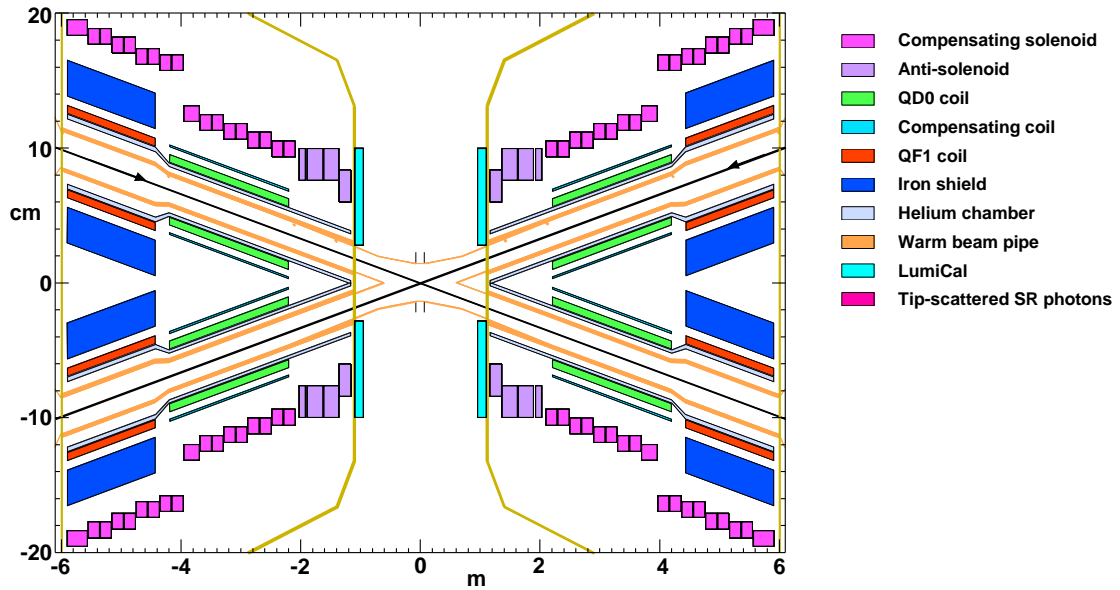 20
10
cm
0
-10
-20
-6
-4
-2
0
2
4
6
m
Compensating solenoid
Anti-solenoid
QD0 coil
Compensating coil
QF1 coil
Iron shield
Helium chamber
Warm beam pipe
LumiCal
Tip-scattered SR photons